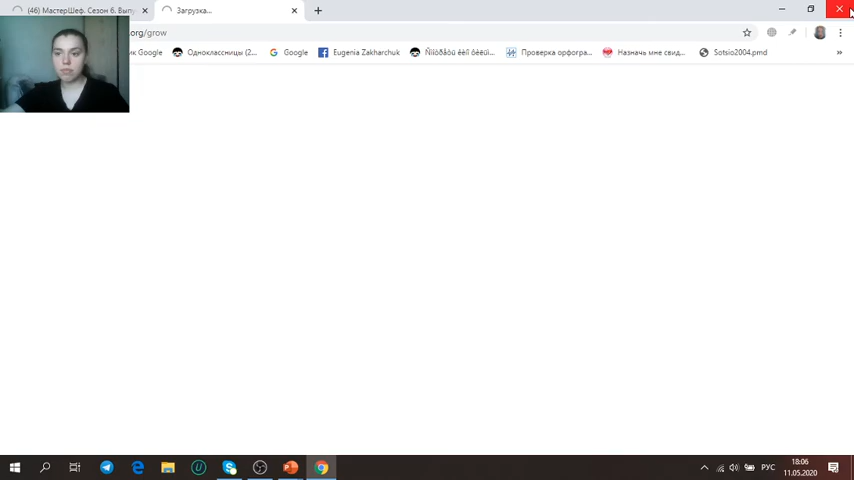 (46) МастерШеф. Сезон 6. Выпу
Загрузка...
.org/grow
ик Google
Одноклассницы (2...
Google
Eugenia Zakharchuk
Проверка орфогра...
Назначь мне свид...
Sotsio2004.pmd
»
РУС
18:06
11.05.2020